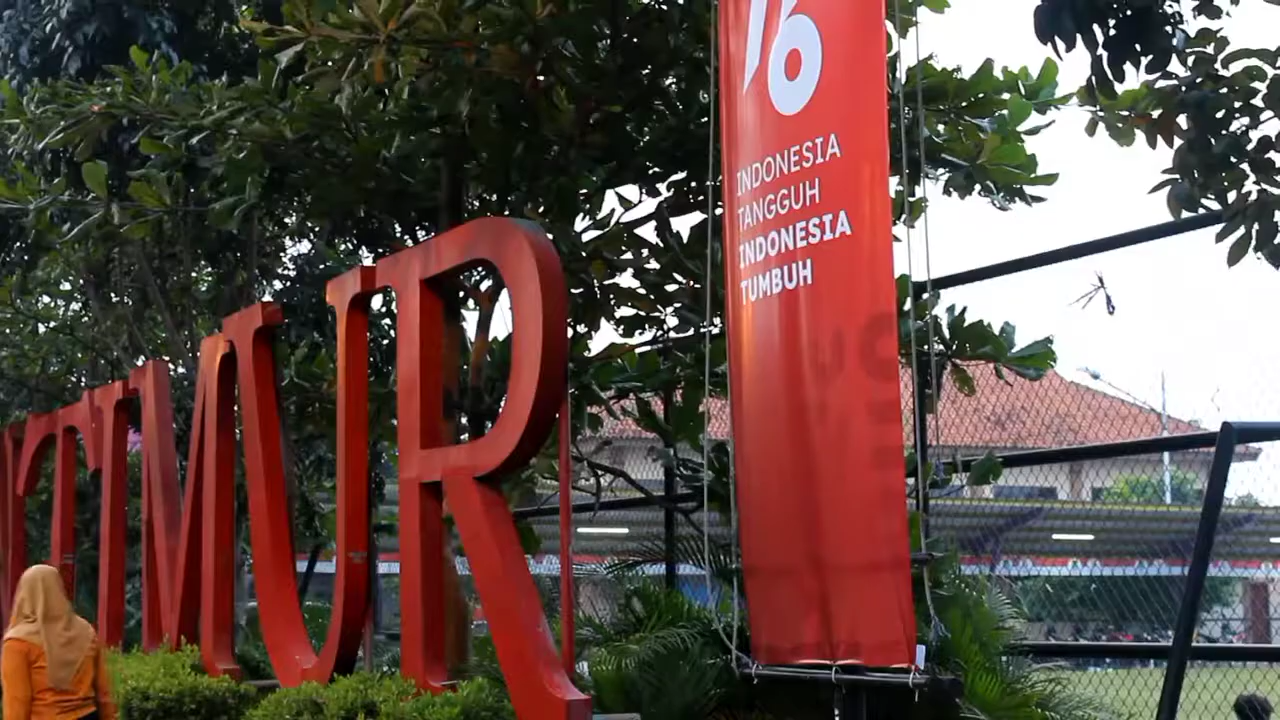 76
INDONESIA
TANGGUH
INDONESIA
TUMBUH
TIMUR